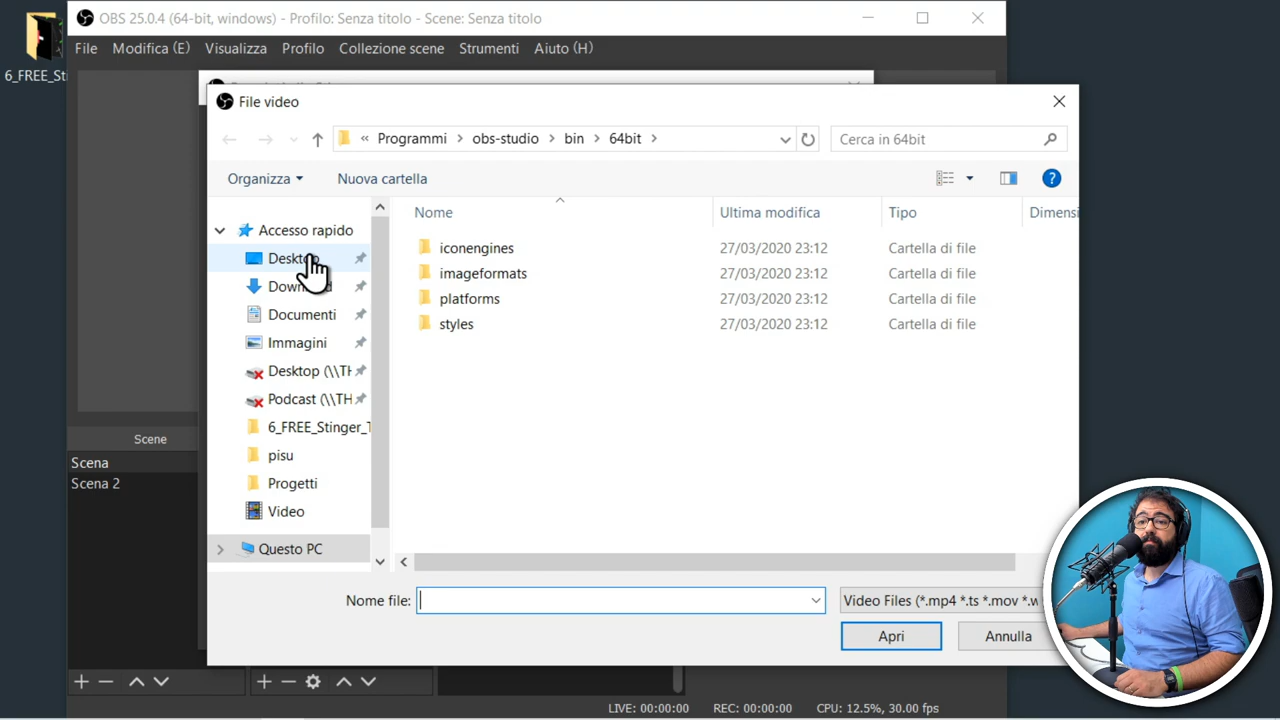 6_FREE_Sti
OBS 25.0.4 (64-bit, windows) - Profilo: Senza titolo - Scene: Senza titolo
File Modifica (E) Visualizza Profilo Collezione scene Strumenti Aiuto (H)
File video
« Programmi > obs-studio > bin > 64bit >
Cerca in 64bit
Organizza Nuova cartella
Nome Ultima modifica Tipo Dimensi
Accesso rapido
Desktop
Download
Documenti
Immagini
Desktop (\\TH
Podcast (\\TH
6_FREE_Stinger_T
pisu
Progetti
Video
Questo PC
iconengines 27/03/2020 23:12 Cartella di file
imageformats 27/03/2020 23:12 Cartella di file
platforms 27/03/2020 23:12 Cartella di file
styles 27/03/2020 23:12 Cartella di file
Nome file:
Video Files (*.mp4 *.ts *.mov *.w
Apri Annulla
Scene
Scena
Scena 2
LIVE: 00:00:00 REC: 00:00:00 CPU: 12.5%, 30.00 fps